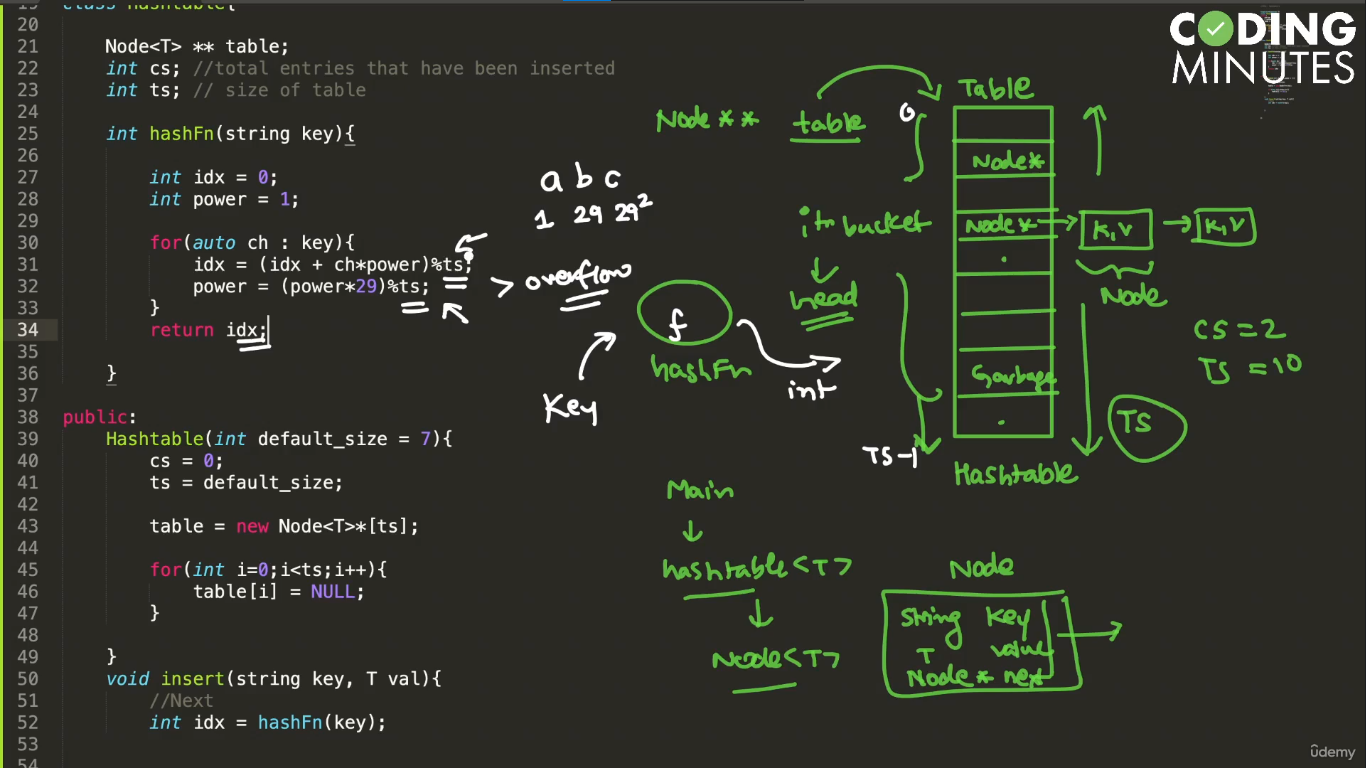 19 class Hashtable{
20
21 Node<T> ** table;
22 int cs; //total entries that have been inserted
23 int ts; // size of table
24
25 int hashFn(string key){
26
27 int idx = 0;
28 int power = 1;
29
30 for(auto ch : key){
31 idx = (idx + ch*power)%ts;
32 power = (power*29)%ts;
33 }
34 return idx;
35
36 }
37
38 public:
39 Hashtable(int default_size = 7){
40 cs = 0;
41 ts = default_size;
42
43 table = new Node<T>*[ts];
44
45 for(int i=0;i<ts;i++){
46 table[i] = NULL;
47 }
48
49 }
50 void insert(string key, T val){
51 //Next
52 int idx = hashFn(key);
53
54
a b c
1 29 29²
> overflow
f
hashFn
Key
int
Node ** table
Table
0
Node*
ith bucket
Node*
K,V
K,V
head
Node
Garbage
TS-1
Hashtable
CS = 2
TS = 10
TS
Main
hashtable<T>
Node<T>
Node
string Key
T value
Node* next
CODING
MINUTES
ûdemy